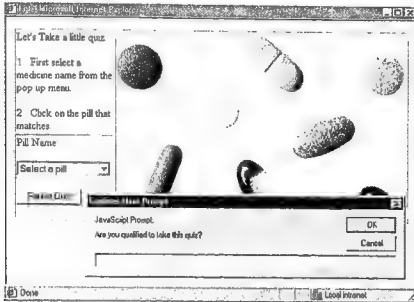 Microsoft Internet Explorer
Let's Take a little quiz
1 First select a
medicine name from the
pop up menu.
2 Click on the pill that
matches
Pill Name
Select a pill
JavaScript Prompt.
Are you qualified to take this quiz?
OK
Cancel
Done
Local intranet